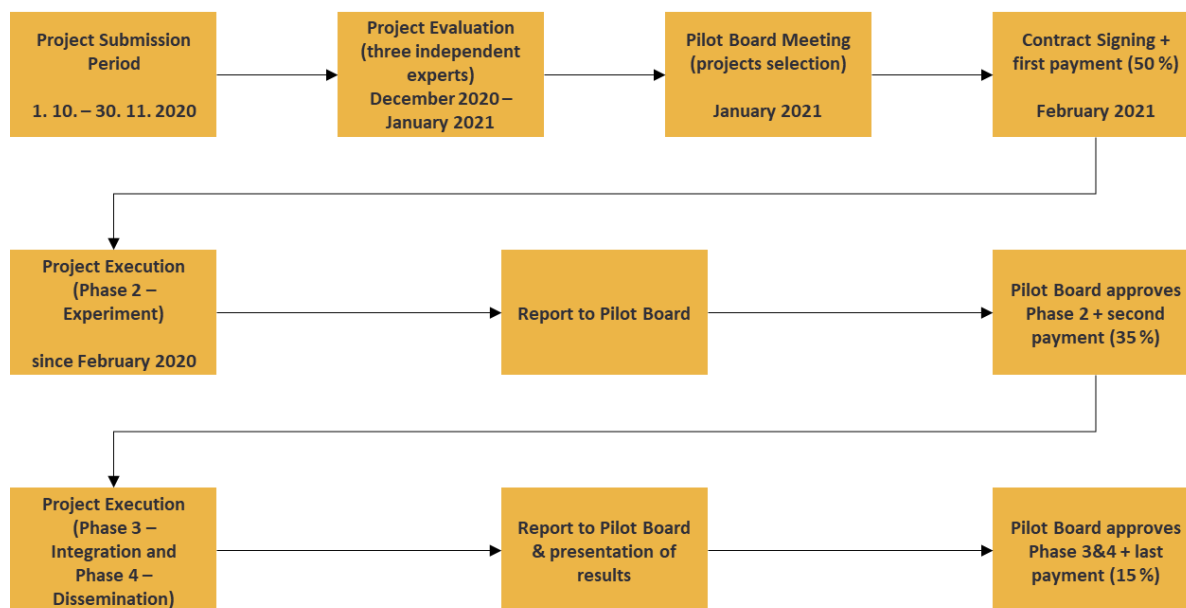 Project Submission
Period
1. 10. – 30. 11. 2020
Project Evaluation
(three independent
experts)
December 2020 –
January 2021
Pilot Board Meeting
(projects selection)
January 2021
Contract Signing +
first payment (50 %)
February 2021
Project Execution
(Phase 2 –
Experiment)
since February 2020
Report to Pilot Board
Pilot Board approves
Phase 2 + second
payment (35 %)
Project Execution
(Phase 3 –
Integration and
Phase 4 –
Dissemination)
Report to Pilot Board
& presentation of
results
Pilot Board approves
Phase 3&4 + last
payment (15 %)